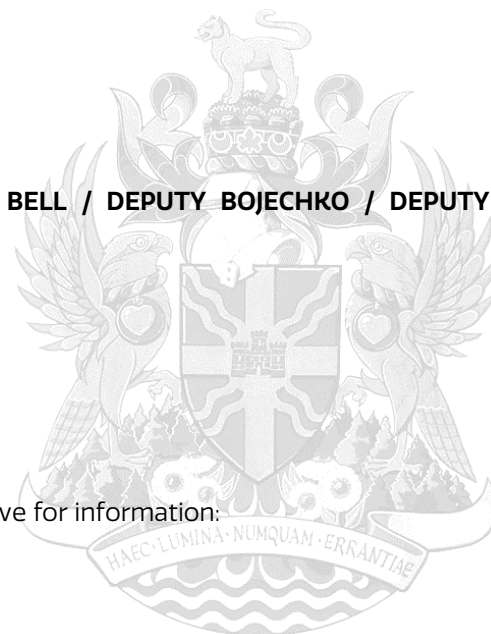 BELL / DEPUTY BOJECHKO / DEPUTY
ve for information:
HAEC · LUMINA · NUMQUAM · ERRANTIAE